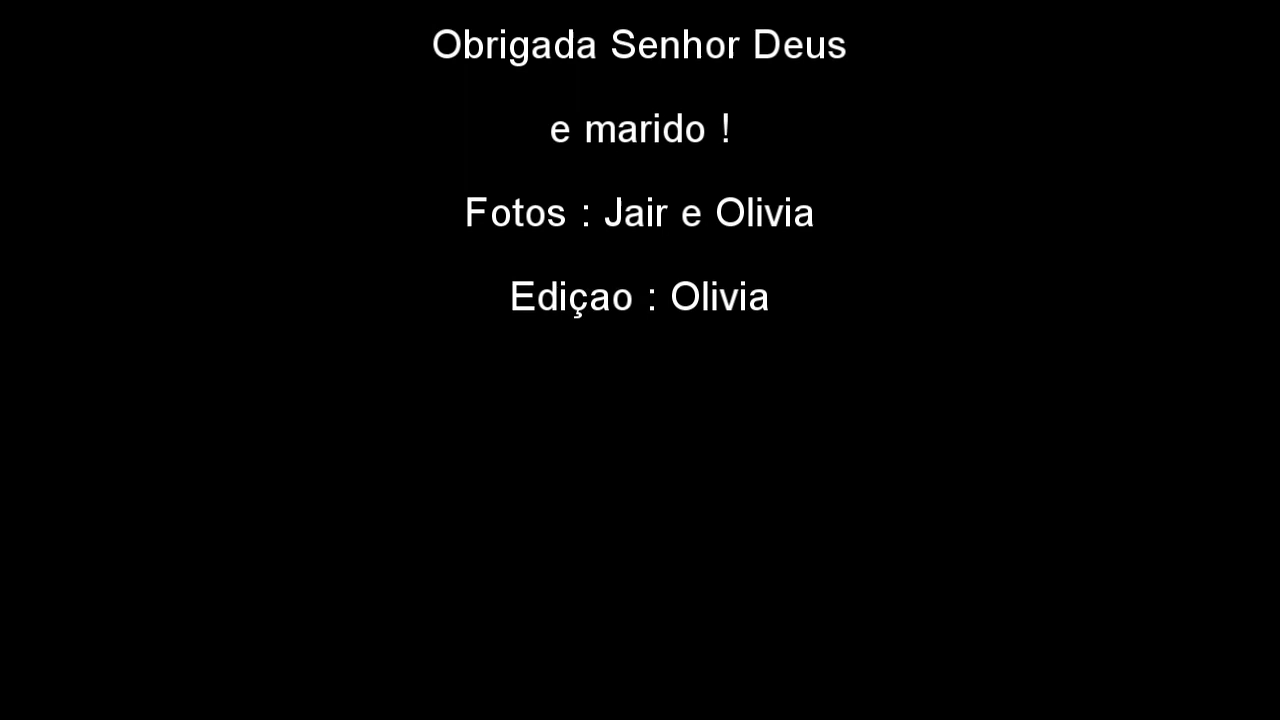 Obrigada Senhor Deus
e marido !
Fotos : Jair e Olivia
Ediçao : Olivia